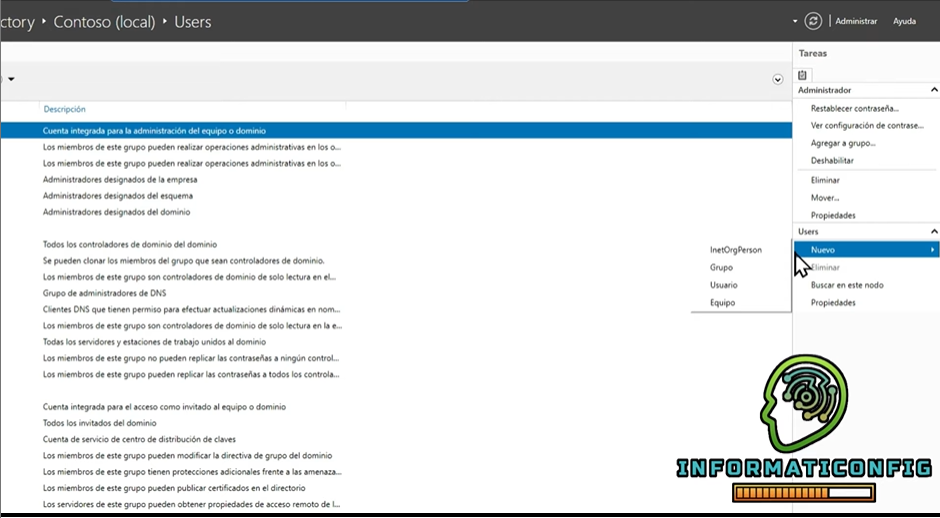 ctory Contoso (local) Users
Administrar Ayuda
Tareas
Descripción
Cuenta integrada para la administración del equipo o dominio
Los miembros de este grupo pueden realizar operaciones administrativas en los o...
Los miembros de este grupo pueden realizar operaciones administrativas en los o...
Administradores designados de la empresa
Administradores designados del esquema
Administradores designados del dominio
Todos los controladores de dominio del dominio
Se pueden clonar los miembros del grupo que sean controladores de dominio.
Los miembros de este grupo son controladores de dominio de solo lectura en el...
Grupo de administradores de DNS
Clientes DNS que tienen permiso para efectuar actualizaciones dinámicas en nom...
Los miembros de este grupo son controladores de dominio de solo lectura en la e...
Todas los servidores y estaciones de trabajo unidos al dominio
Los miembros de este grupo no pueden replicar las contraseñas a ningún control...
Los miembros de este grupo pueden replicar las contraseñas a todos los controla...
Cuenta integrada para el acceso como invitado al equipo o dominio
Todos los invitados del dominio
Cuenta de servicio de centro de distribución de claves
Los miembros de este grupo pueden modificar la directiva de grupo del dominio
Los miembros de este grupo tienen protecciones adicionales frente a las amenaza...
Los miembros de este grupo pueden publicar certificados en el directorio
Los servidores de este grupo pueden obtener propiedades de acceso remoto de l...
InetOrgPerson
Grupo
Usuario
Equipo
Administrador
Restablecer contraseña...
Ver configuración de contrase...
Agregar a grupo...
Deshabilitar
Eliminar
Mover...
Propiedades
Users
Nuevo
Eliminar
Buscar en este nodo
Propiedades
INFORMATICONFIG